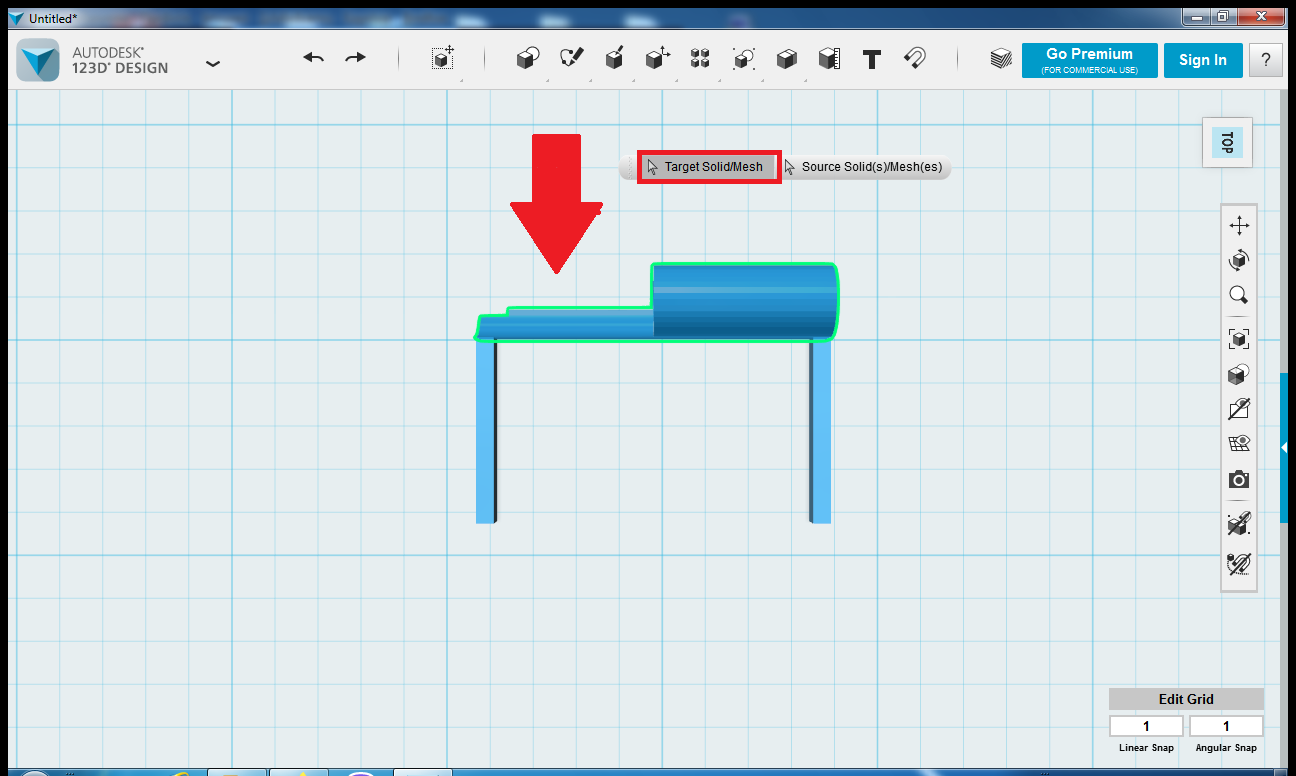 Untitled*
AUTODESK®
123D® DESIGN
Go Premium
(FOR COMMERCIAL USE)
Sign In
?
Target Solid/Mesh
Source Solid(s)/Mesh(es)
TOP
Edit Grid
1
1
Linear Snap
Angular Snap